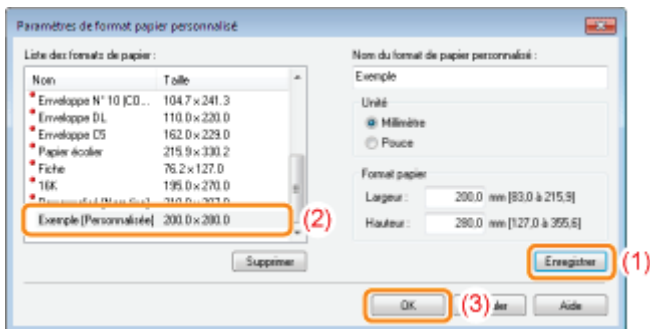 Paramètres de format papier personnalisé
Liste des formats de papier :
Nom Taille
Enveloppe N° 10 (CO... 104.7 x 241.3
Enveloppe DL 110.0 x 220.0
Enveloppe C5 162.0 x 229.0
Papier écolier 215.9 x 330.2
Fiche 76.2 x 127.0
16K 195.0 x 270.0
Exemple (Personnalisée) 200.0 x 280.0
(2)
Supprimer
Nom du format de papier personnalisé :
Exemple
Unité
Millimètre
Pouce
Format papier
Largeur : 200,0 mm [83,0 à 215,9]
Hauteur : 280,0 mm [127,0 à 355,6]
Enregistrer (1)
OK (3) Aide